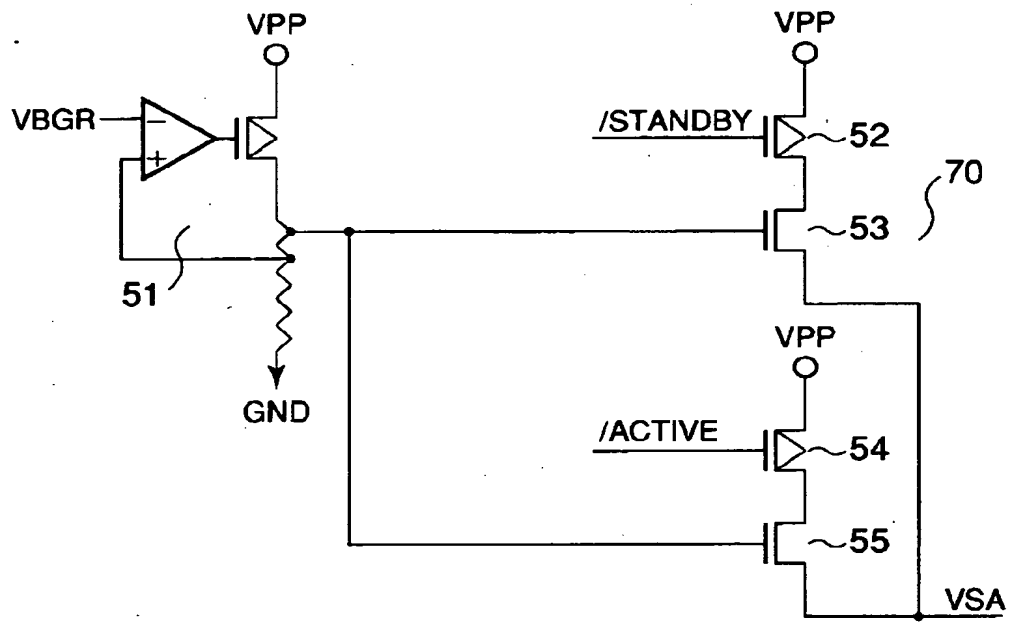 VPP
VPP
VBGR
−
+
/STANDBY
52
70
53
51
VPP
GND
/ACTIVE
54
55
VSA